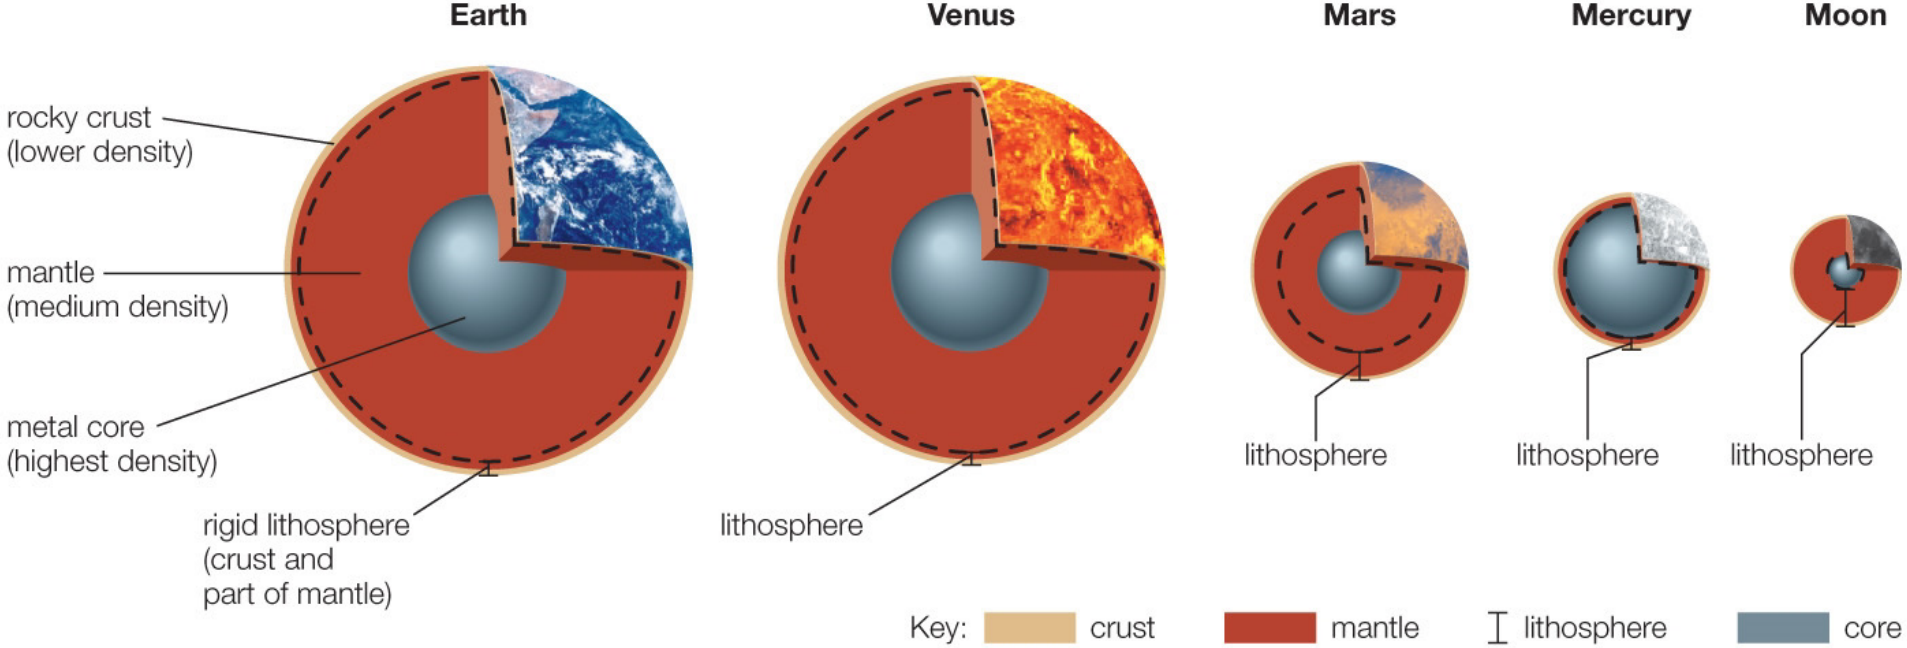 Earth
Venus
Mars
Mercury
Moon
rocky crust
(lower density)
mantle
(medium density)
metal core
(highest density)
rigid lithosphere
(crust and
part of mantle)
lithosphere
lithosphere
lithosphere
lithosphere
Key:
crust
mantle
lithosphere
core